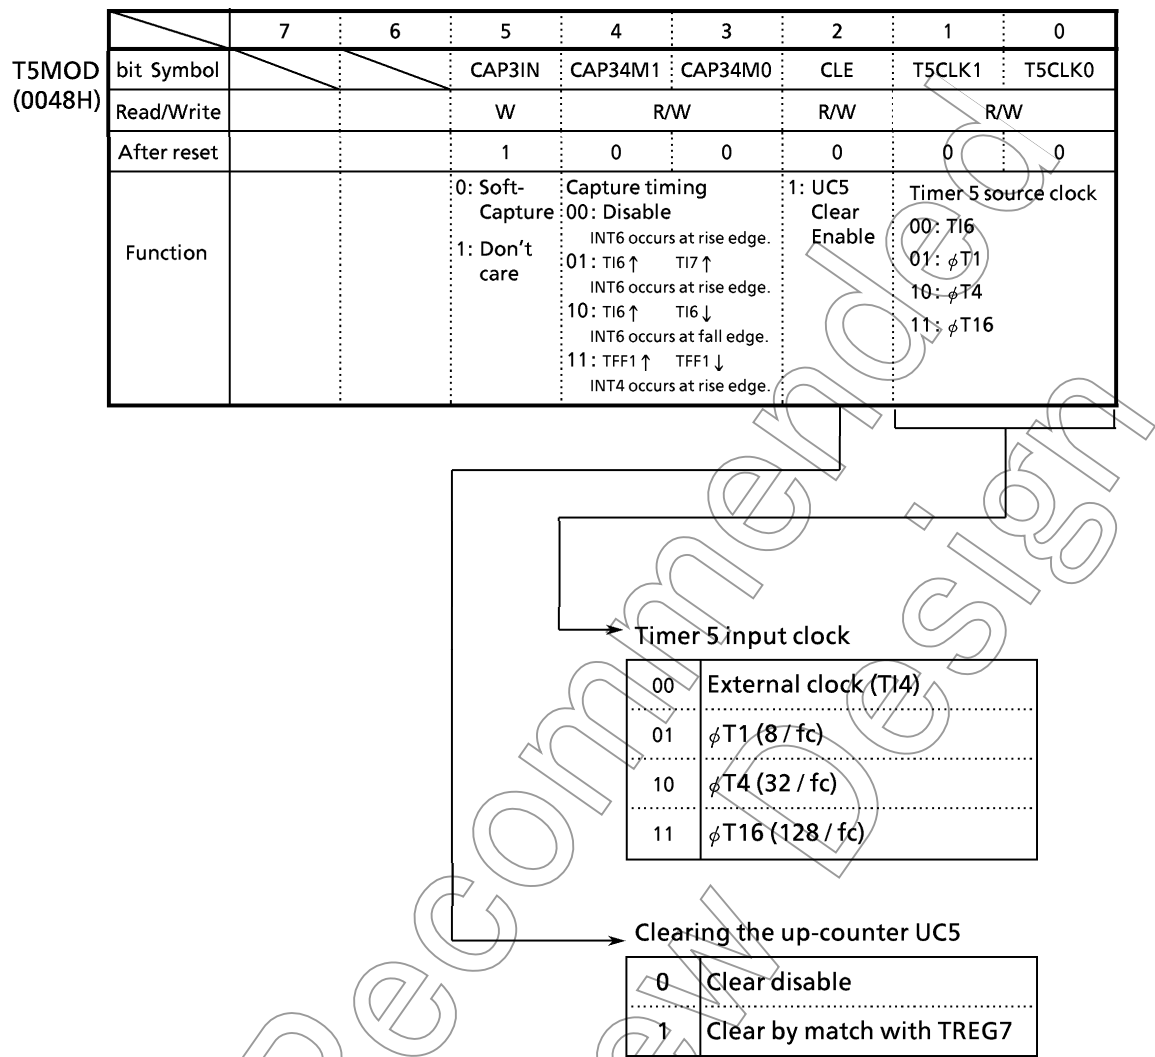 7 6 5 4 3 2 1 0
T5MOD
(0048H)
bit Symbol CAP3IN CAP34M1 CAP34M0 CLE T5CLK1 T5CLK0
Read/Write W R/W R/W R/W
After reset 1 0 0 0 0 0
Function
0: Soft-
Capture
1: Don't
care
Capture timing
00: Disable
INT6 occurs at rise edge.
01: TI6↑ TI7↑
INT6 occurs at rise edge.
10: TI6↑ TI6↓
INT6 occurs at fall edge.
11: TFF1↑ TFF1↓
INT4 occurs at rise edge.
1: UC5
Clear
Enable
Timer 5 source clock
00: TI6
01: ϕT1
10: ϕT4
11: ϕT16
Timer 5 input clock
00 External clock (TI4)
01 ϕT1 (8 / fc)
10 ϕT4 (32 / fc)
11 ϕT16 (128 / fc)
Clearing the up-counter UC5
0 Clear disable
1 Clear by match with TREG7
Recommended
ew Design